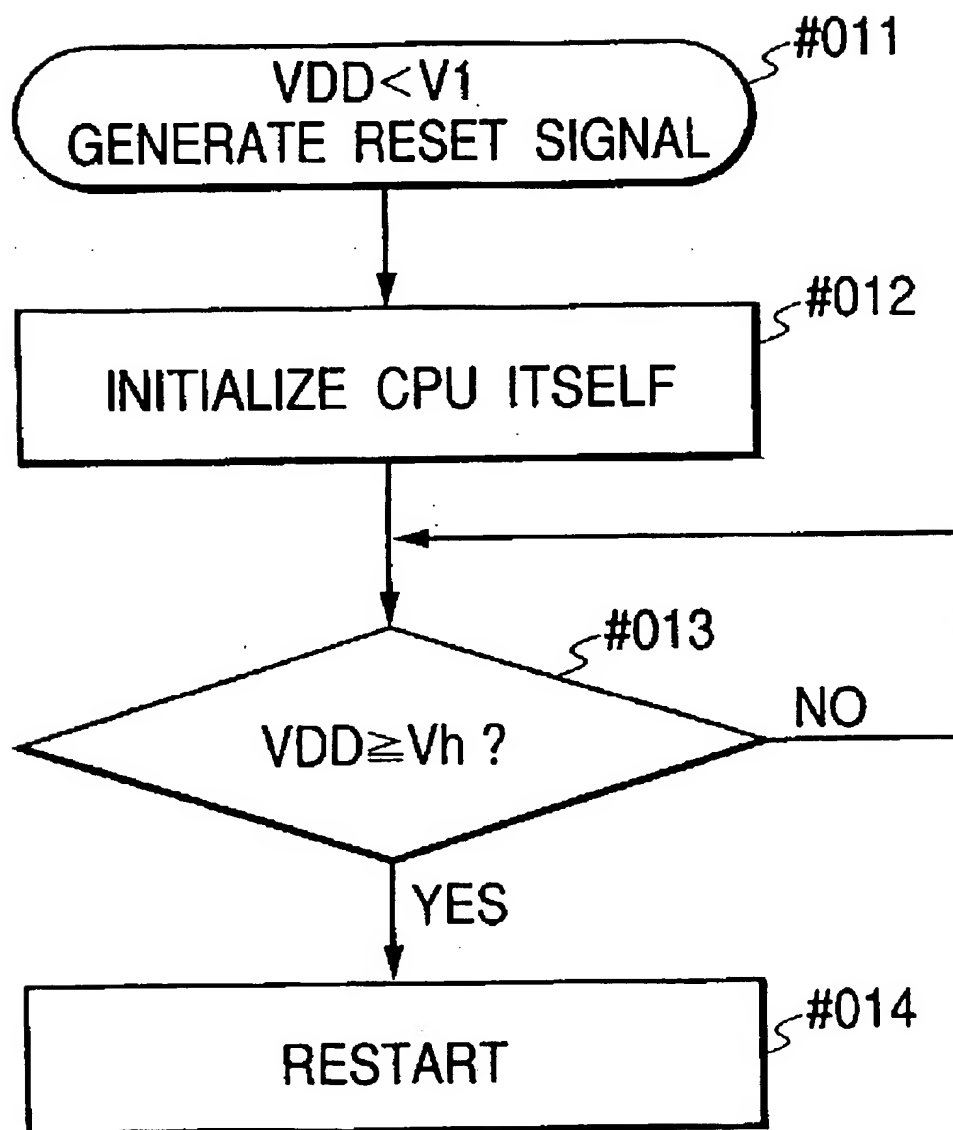 #011
VDD<V1
GENERATE RESET SIGNAL
#012
INITIALIZE CPU ITSELF
#013
VDD≧Vh ?
NO
YES
#014
RESTART